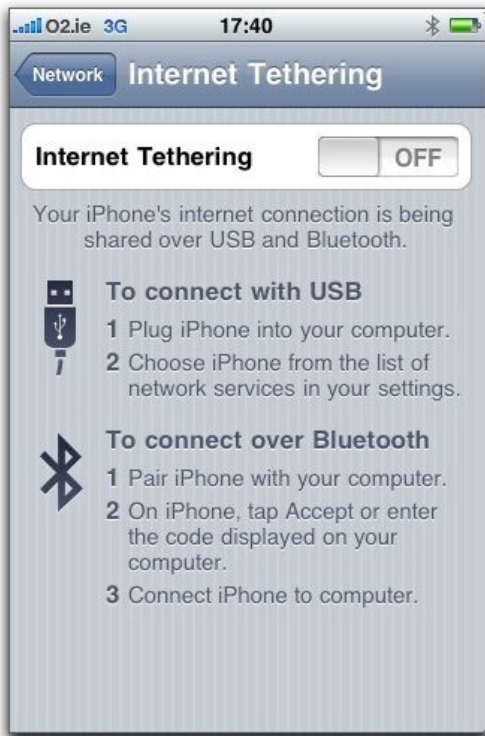 O2.ie 3G 17:40
Network Internet Tethering
Internet Tethering OFF
Your iPhone's internet connection is being
shared over USB and Bluetooth.
To connect with USB
1 Plug iPhone into your computer.
2 Choose iPhone from the list of
network services in your settings.
To connect over Bluetooth
1 Pair iPhone with your computer.
2 On iPhone, tap Accept or enter
the code displayed on your
computer.
3 Connect iPhone to computer.